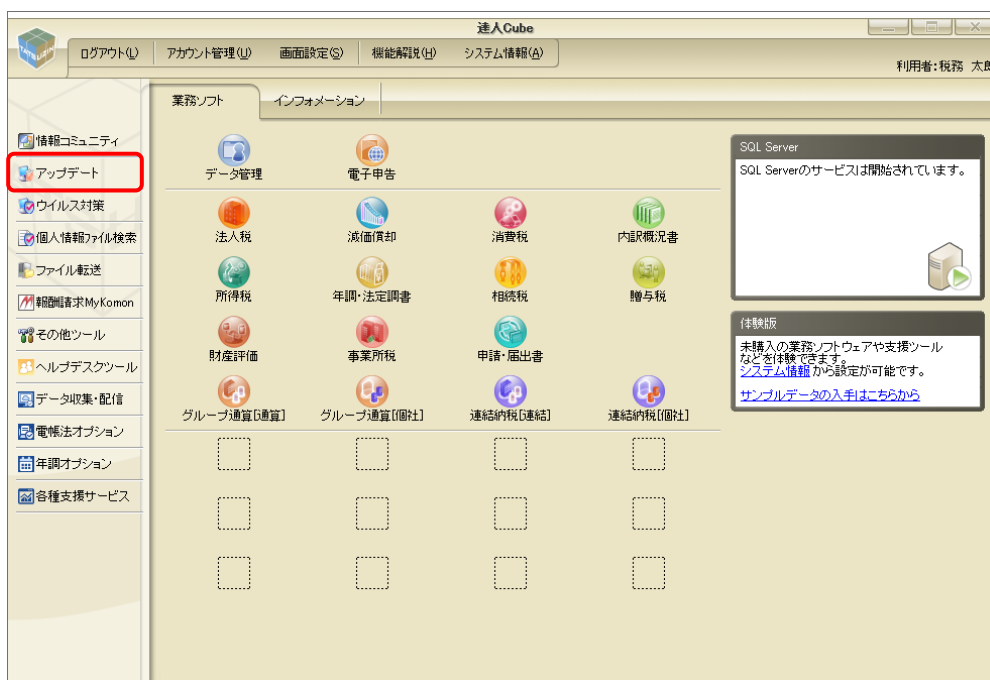 達人Cube
ログアウト(L) アカウント管理(U) 画面設定(S) 機能解説(H) システム情報(A)
利用者:税務 太郎
業務ソフト インフォメーション
情報コミュニティ
アップデート
ウイルス対策
個人情報ファイル検索
ファイル転送
報酬請求MyKomon
その他ツール
ヘルプデスクツール
データ収集・配信
電帳法オプション
年調オプション
各種支援サービス
データ管理 電子申告
法人税 減価償却 消費税 内訳概況書
所得税 年調・法定調書 相続税 贈与税
財産評価 事業所税 申請・届出書
グループ通算[通算] グループ通算[個社] 連結納税[連結] 連結納税[個社]
SQL Server
SQL Serverのサービスは開始されています。
体験版
未購入の業務ソフトウェアや支援ツール
などを体験できます。
システム情報 から設定が可能です。
サンプルデータの入手はこちらから